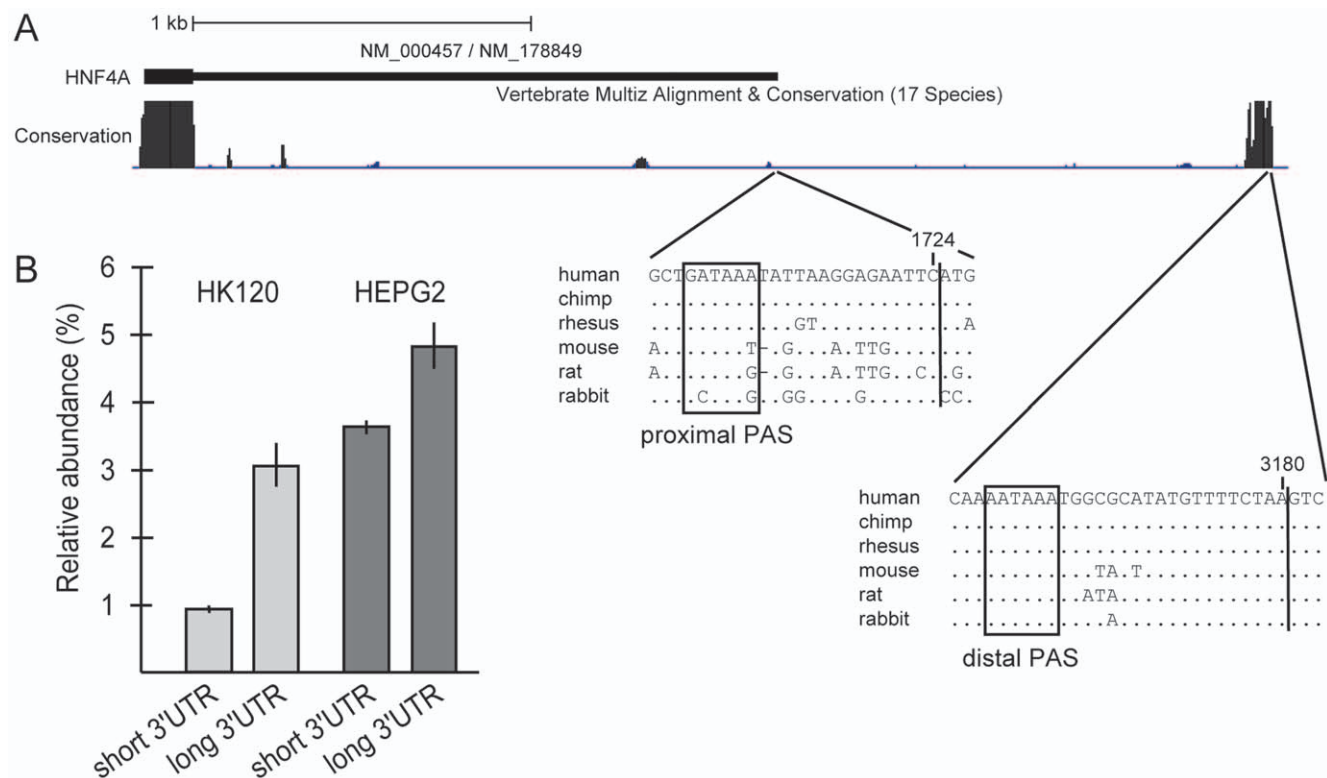 A
1 kb
NM_000457 / NM_178849
HNF4A
Vertebrate Multiz Alignment & Conservation (17 Species)
Conservation
1724
human GCTGATAAATATTAAGGAGAATTCATG
chimp ...........................
rhesus ............GT............A
mouse A.......T-.G...A.TTG.......
rat A.......G-.G...A.TTG..C..G.
rabbit ....C...G-.GG....G......CC.
proximal PAS
3180
human CAAAATAAATGGCGCATATGTTTTCTAAGTC
chimp ...............................
rhesus ...............................
mouse ............TA.T...............
rat ...........ATA.................
rabbit .............A.................
distal PAS
B
Relative abundance (%)
6
5
4
3
2
1
HK120
HEPG2
short 3'UTR
long 3'UTR
short 3'UTR
long 3'UTR